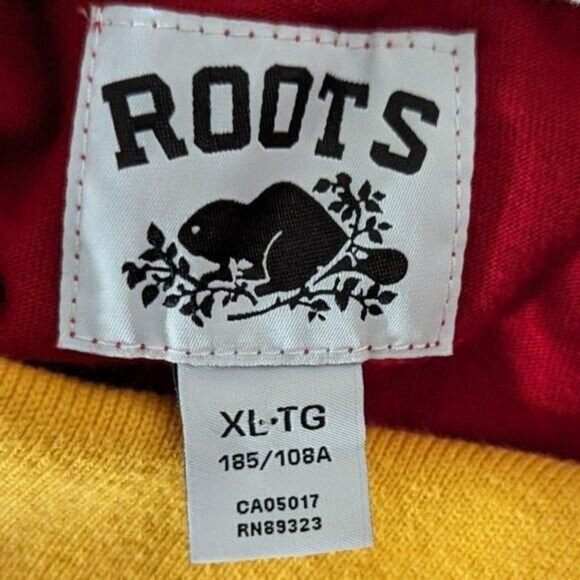 ROOTS
XL•TG
185/108A
CA05017
RN89323